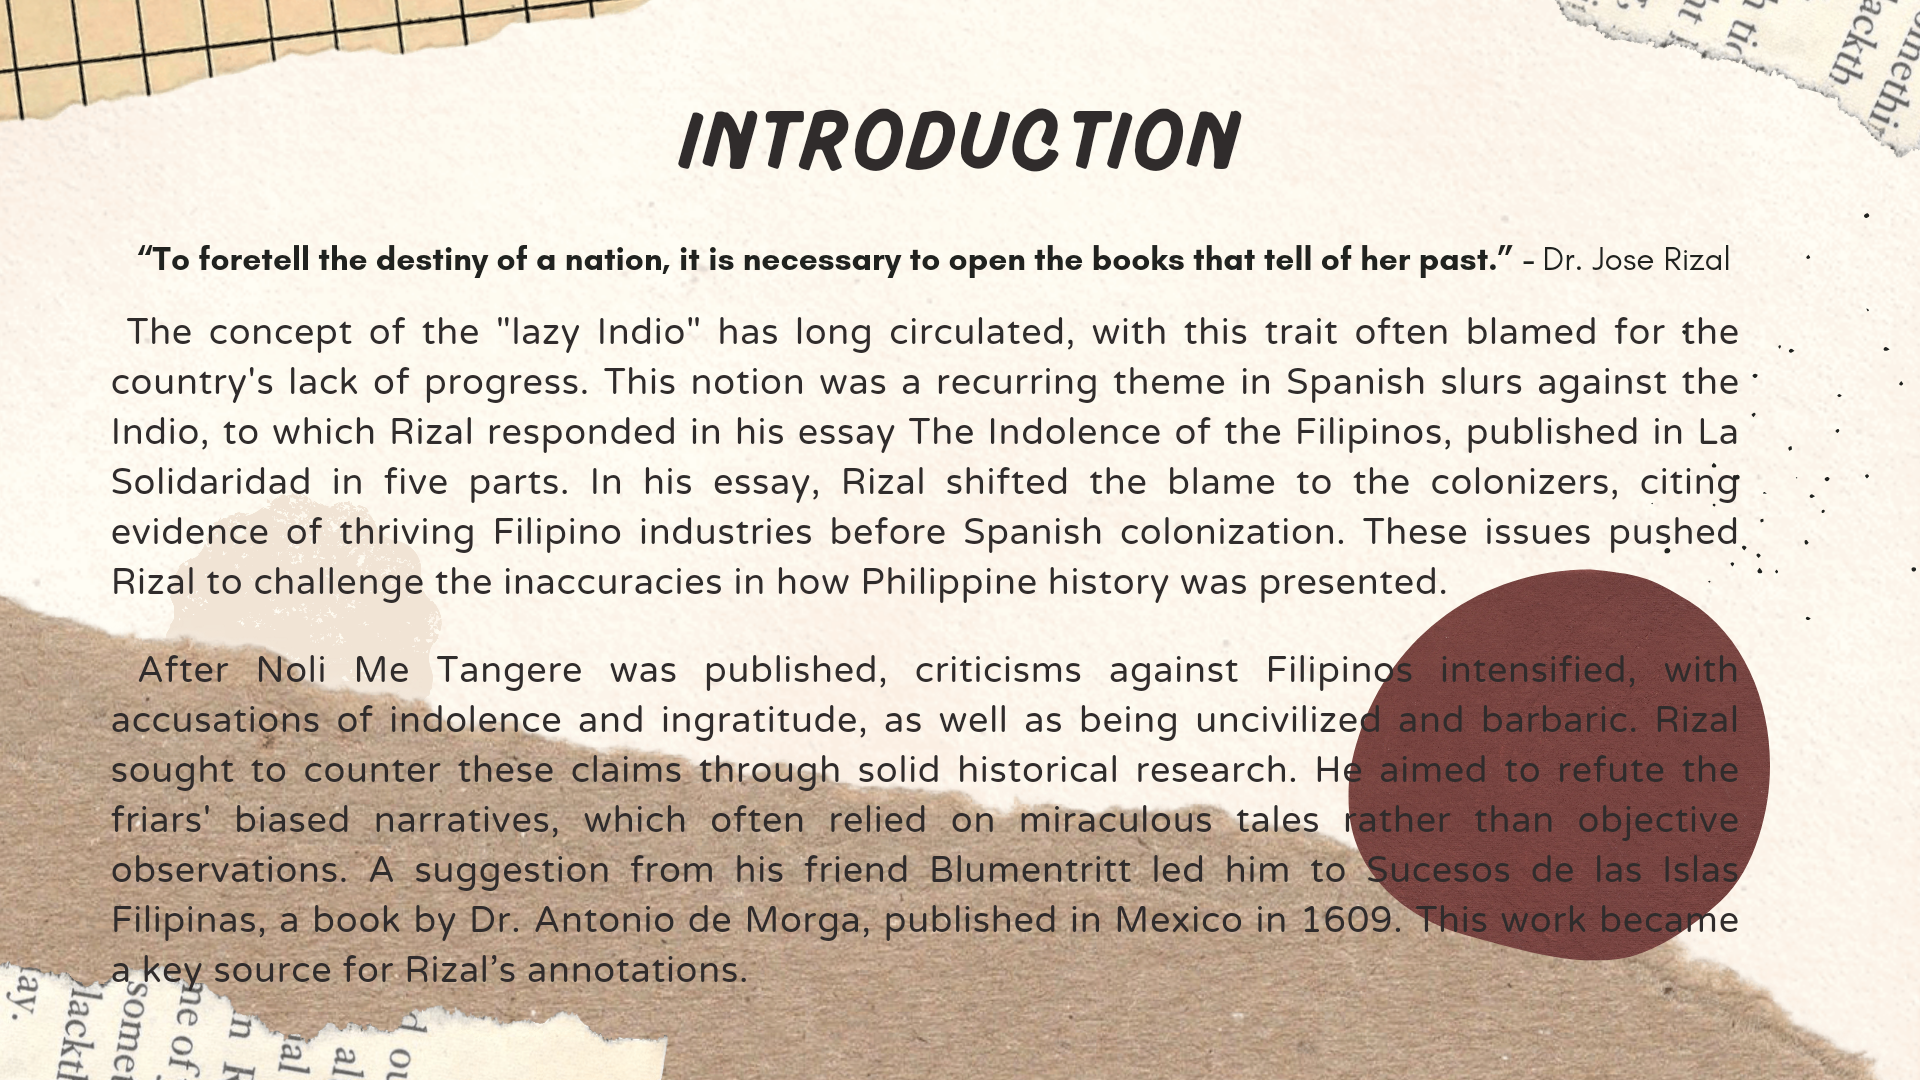 INTRODUCTION
“To foretell the destiny of a nation, it is necessary to open the books that tell of her past.” – Dr. Jose Rizal
The concept of the "lazy Indio" has long circulated, with this trait often blamed for the
country's lack of progress. This notion was a recurring theme in Spanish slurs against the
Indio, to which Rizal responded in his essay The Indolence of the Filipinos, published in La
Solidaridad in five parts. In his essay, Rizal shifted the blame to the colonizers, citing
evidence of thriving Filipino industries before Spanish colonization. These issues pushed
Rizal to challenge the inaccuracies in how Philippine history was presented.
After Noli Me Tangere was published, criticisms against Filipinos intensified, with
accusations of indolence and ingratitude, as well as being uncivilized and barbaric. Rizal
sought to counter these claims through solid historical research. He aimed to refute the
friars' biased narratives, which often relied on miraculous tales rather than objective
observations. A suggestion from his friend Blumentritt led him to Sucesos de las Islas
Filipinas, a book by Dr. Antonio de Morga, published in Mexico in 1609. This work became
a key source for Rizal’s annotations.